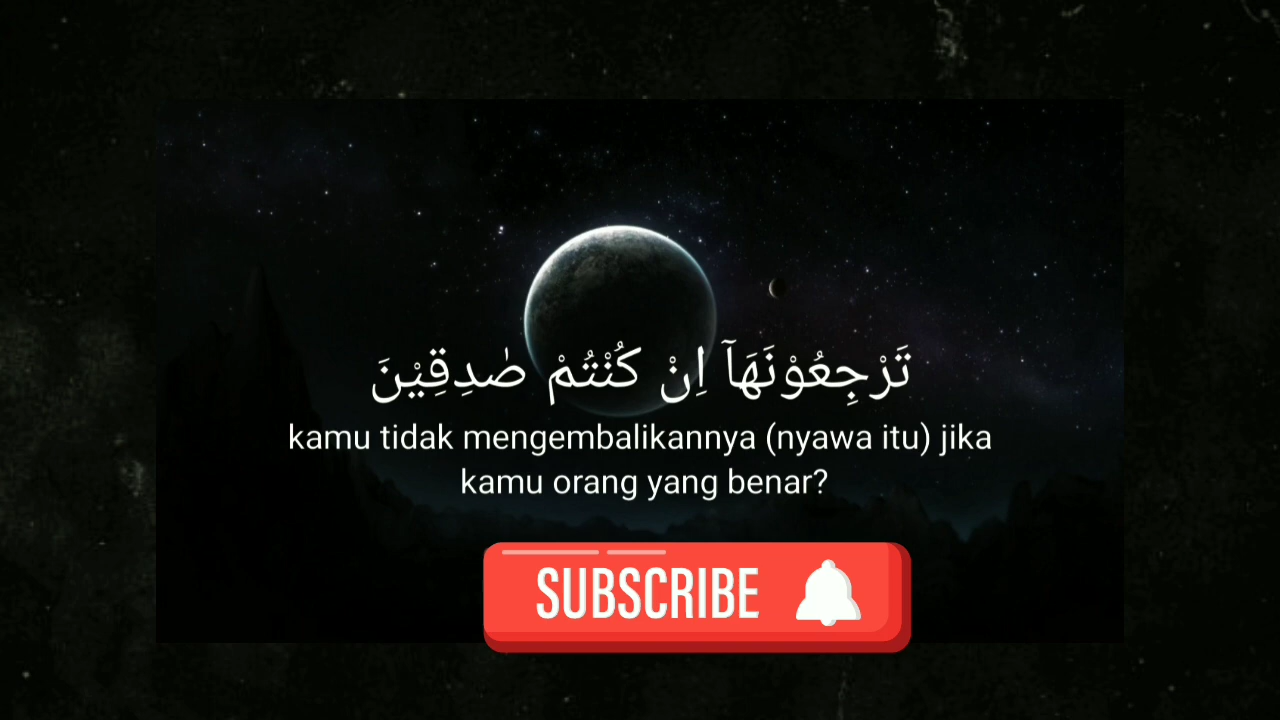 تَرْجِعُوْنَهَآ اِنْ كُنْتُمْ صٰدِقِيْنَ
kamu tidak mengembalikannya (nyawa itu) jika
kamu orang yang benar?
SUBSCRIBE